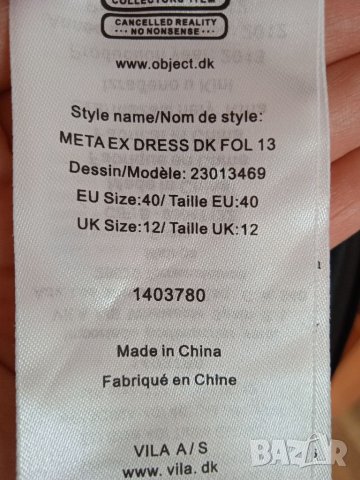 COLLECTORS ITEM
CANCELLED REALITY
-- NO NONSENSE --
www.object.dk
Style name/Nom de style:
META EX DRESS DK FOL 13
Dessin/Modèle: 23013469
EU Size:40/ Taille EU:40
UK Size:12/ Taille UK:12
1403780
Made in China
Fabriqué en Chine
VILA A/S
www. vila. dk
BAZAR